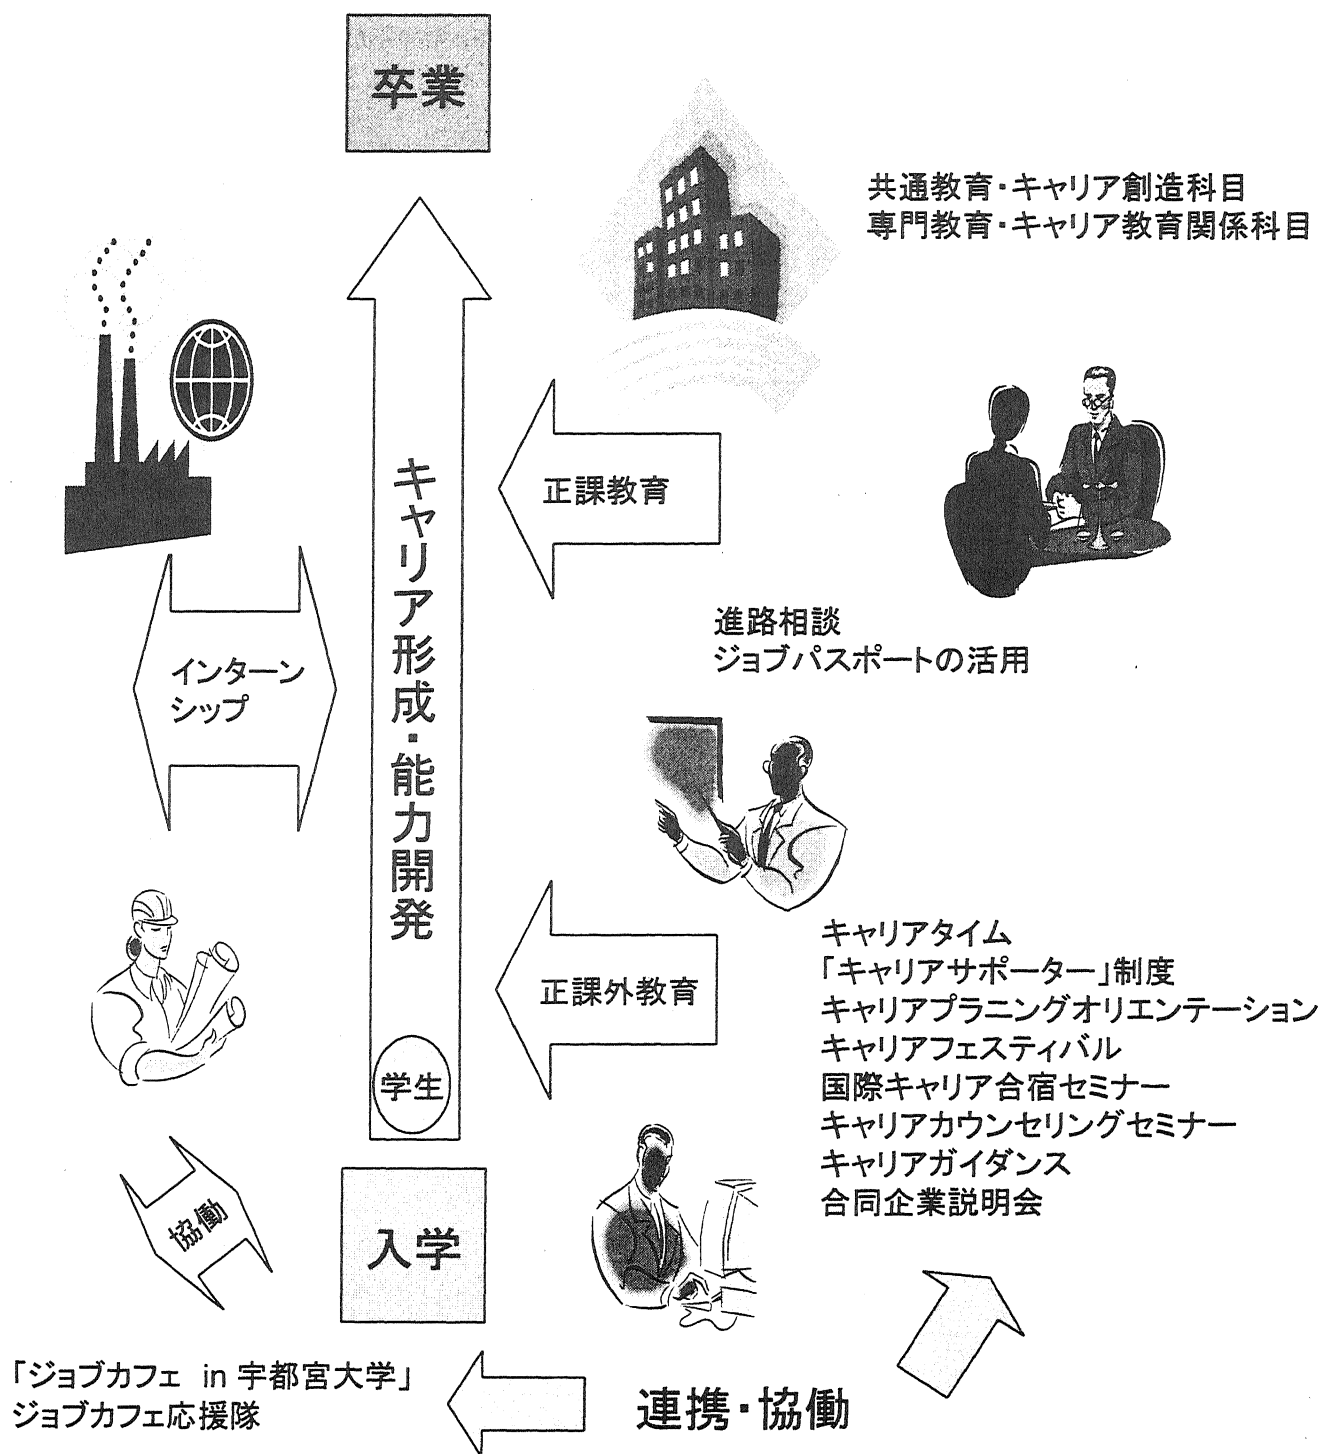 卒業
共通教育・キャリア創造科目
専門教育・キャリア教育関係科目
正課教育
キャリア形成・能力開発
インターン
シップ
進路相談
ジョブパスポートの活用
キャリアタイム
「キャリアサポーター」制度
キャリアプラニングオリエンテーション
キャリアフェスティバル
国際キャリア合宿セミナー
キャリアカウンセリングセミナー
キャリアガイダンス
合同企業説明会
正課外教育
学生
協働
入学
「ジョブカフェ in 宇都宮大学」
ジョブカフェ応援隊
連携・協働